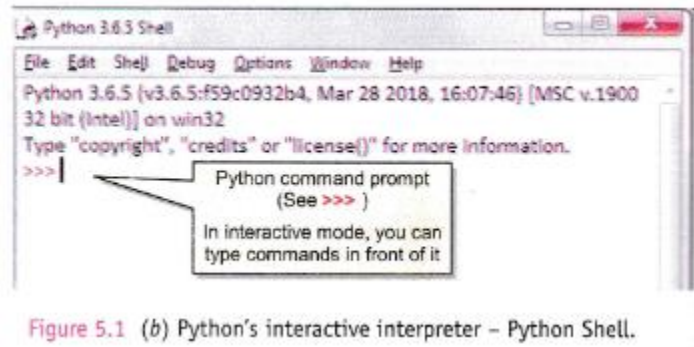 Python 3.6.5 Shell
File Edit Shell Debug Options Window Help
Python 3.6.5 (v3.6.5:f59c0932b4, Mar 28 2018, 16:07:46) [MSC v.1900
32 bit (Intel)] on win32
Type "copyright", "credits" or "license()" for more information.
>>>
Python command prompt
(See >>> )
In interactive mode, you can
type commands in front of it
Figure 5.1 (b) Python's interactive interpreter – Python Shell.